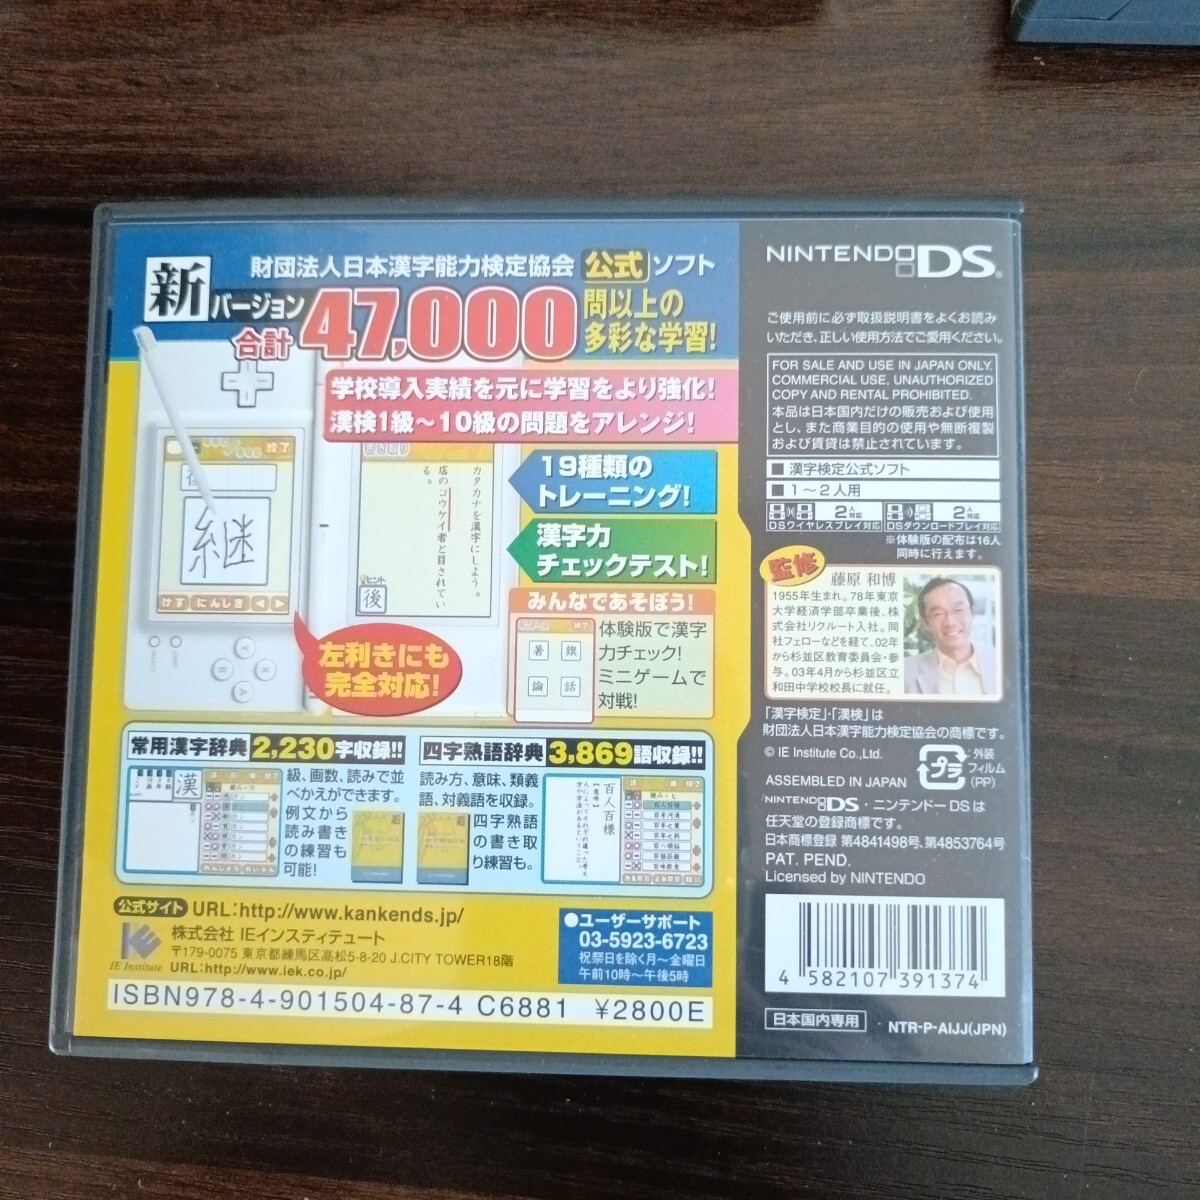 財団法人日本漢字能力検定協会 公式 ソフト
新バージョン
合計 47,000 問以上の
多彩な学習!
学校導入実績を元に学習をより強化!
漢検1級~10級の問題をアレンジ!
終了
継
けす にんしき
書き取り
カタカナを漢字にしよう。
店のコウケイ者と目されてい
る。
ヒント
後
19種類の
トレーニング!
漢字力
チェックテスト!
左利きにも
完全対応!
みんなであそぼう!
暑 旗
論 話
体験版で漢字
力チェック!
ミニゲームで
対戦!
常用漢字辞典 2,230字収録!!
漢
級、画数、読みで並
べかえができます。
例文から
読み書き
の練習も
可能!
四字熟語辞典 3,869語収録!!
読み方、意味、類義
語、対義語を収録。
四字熟語
の書き取
り練習も。
百人百様
公式サイト URL:http://www.kankends.jp/
IE Institute
株式会社 IEインスティテュート
〒179-0075 東京都練馬区高松5-8-20 J.CITY TOWER18階
URL:http://www.iek.co.jp/
●ユーザーサポート
03-5923-6723
祝祭日を除く月~金曜日
午前10時~午後5時
ISBN978-4-901504-87-4 C6881 ¥2800E
NINTENDO DS®
ご使用前に必ず取扱説明書をよくお読み
いただき、正しい使用方法でご愛用ください。
FOR SALE AND USE IN JAPAN ONLY.
COMMERCIAL USE, UNAUTHORIZED
COPY AND RENTAL PROHIBITED.
本品は日本国内だけの販売および使用
とし、また商業目的の使用や無断複製
および賃貸は禁止されています。
■ 漢字検定公式ソフト
■ 1~2人用
2人対応
DSワイヤレスプレイ対応
2人対応
DSダウンロードプレイ対応
※体験版の配布は16人
同時に行えます。
監修
藤原 和博
1955年生まれ。78年東京
大学経済学部卒業後、株
式会社リクルート入社。同
社フェローなどを経て、02年
から杉並区教育委員会・参
与。03年4月から杉並区立
和田中学校校長に就任。
「漢字検定」・「漢検」は
財団法人日本漢字能力検定協会の商標です。
© IE Institute Co.,Ltd.
ASSEMBLED IN JAPAN
プラ
外装
フィルム
(PP)
NINTENDO DS・ニンテンドーDSは
任天堂の登録商標です。
日本商標登録 第4841498号、第4853764号
PAT. PEND.
Licensed by NINTENDO
4 582107 391374
日本国内専用
NTR-P-AIJJ(JPN)